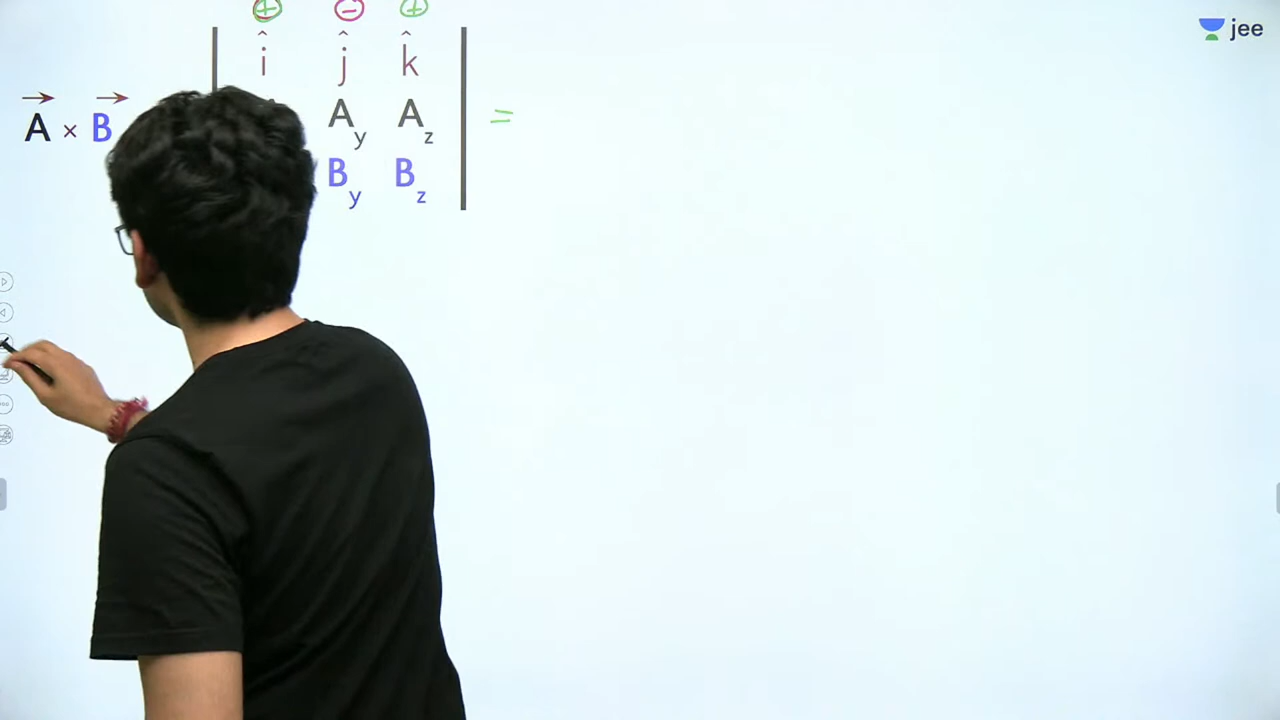 ⊕ ⊖ ⊕
î ĵ k̂
A⃗ × B⃗ A_y A_z =
B_y B_z
jee